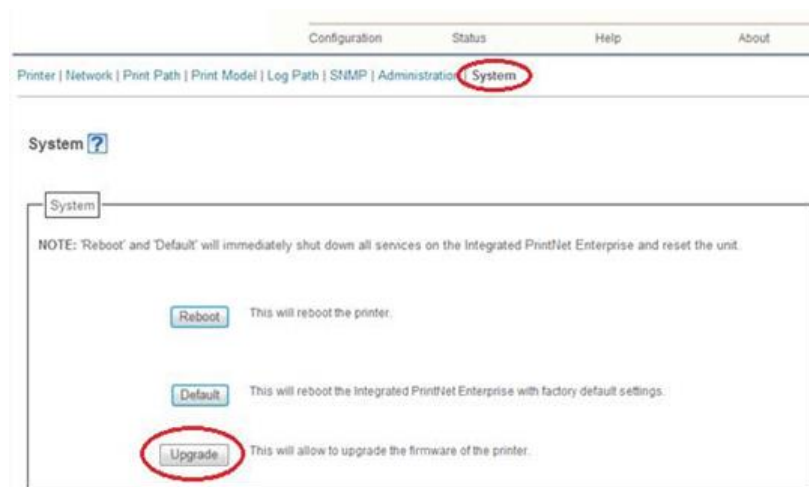 Configuration Status Help About
Printer | Network | Print Path | Print Model | Log Path | SNMP | Administration | System
System ?
System
NOTE: 'Reboot' and 'Default' will immediately shut down all services on the Integrated PrintNet Enterprise and reset the unit.
Reboot This will reboot the printer.
Default This will reboot the Integrated PrintNet Enterprise with factory default settings.
Upgrade This will allow to upgrade the firmware of the printer.